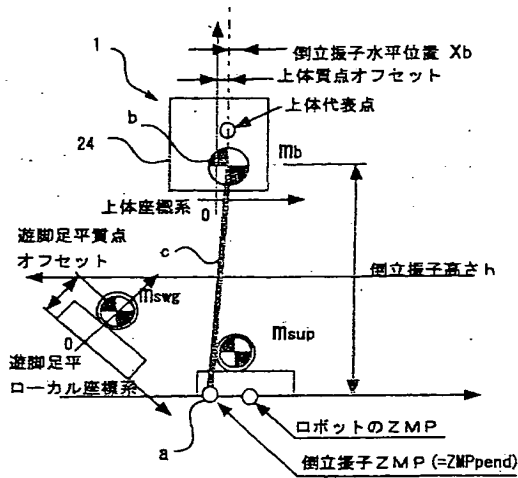 1
倒立振子水平位置 Xb
上体質点オフセット
上体代表点
b
24
mb
上体座標系
0
遊脚足平質点
オフセット
c
倒立振子高さh
mswg
msup
0
遊脚足平
ローカル座標系
ロボットのZMP
a
倒立振子ZMP(=ZMPpend)